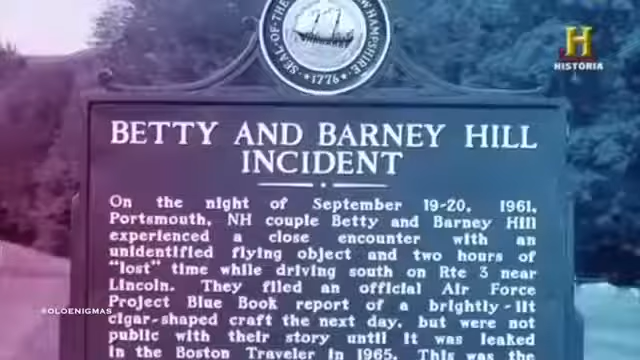 SEAL·OF·THE· NEW HAMPSHIRE
·1776·
H
HISTORIA
BETTY AND BARNEY HILL
INCIDENT
On the night of September 19-20, 1961,
Portsmouth, NH couple Betty and Barney Hill
experienced a close encounter with an
unidentified flying object and two hours of
"lost" time while driving south on Rte 3 near
Lincoln. They filed an official Air Force
Project Blue Book report of a brightly-lit
cigar-shaped craft the next day, but were not
public with their story until it was leaked
in the Boston Traveler in 1965. This was the
@OLOENIGMAS